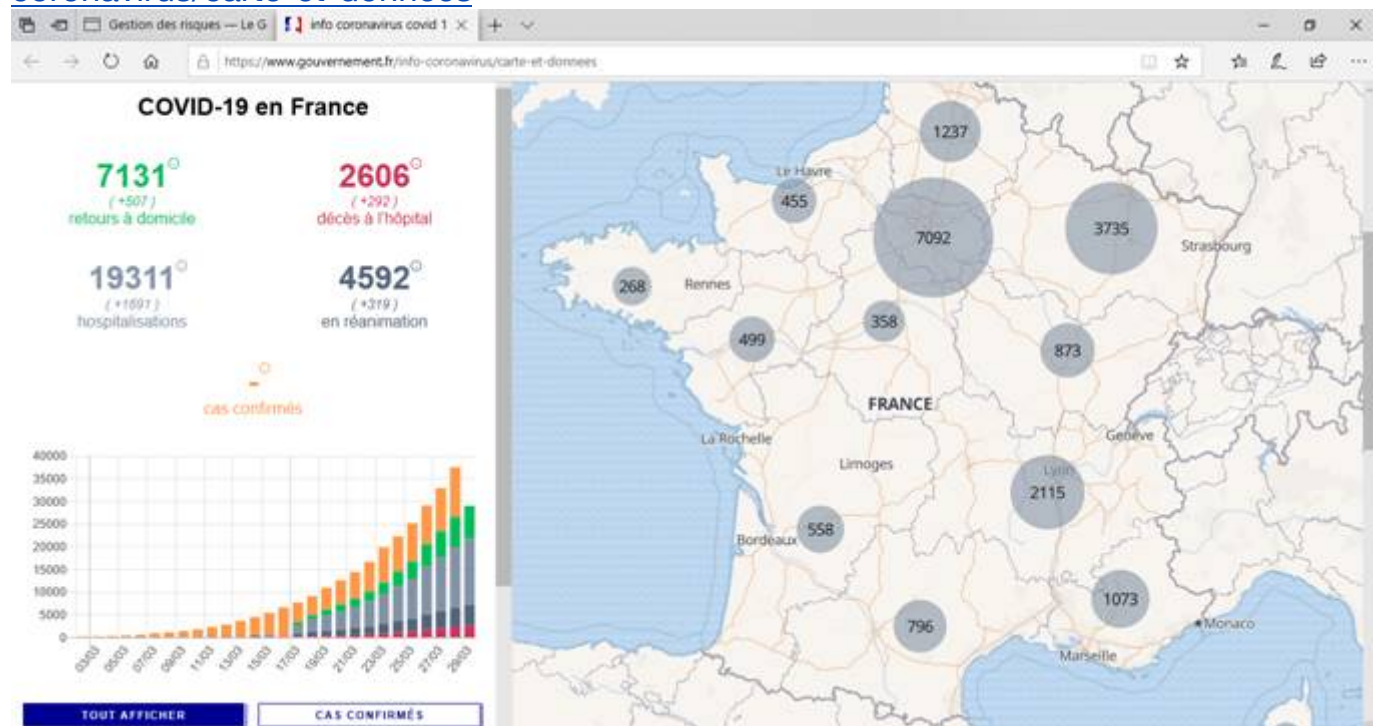 coronavirus/carte-et-donnees
Gestion des risques — Le G
info coronavirus covid 1
https://www.gouvernement.fr/info-coronavirus/carte-et-donnees
COVID-19 en France
7131
2606
(+507)
(+292)
retours à domicile
décès à l'hôpital
19311
4592
(+1691)
(+319)
hospitalisations
en réanimation
-
cas confirmés
40000
35000
30000
25000
20000
15000
10000
5000
0
03/03 05/03 07/03 09/03 11/03 13/03 15/03 17/03 19/03 21/03 23/03 25/03 27/03 29/03
TOUT AFFICHER
CAS CONFIRMÉS
1237
Le Havre
455
7092
3735
Strasbourg
268
Rennes
358
499
873
FRANCE
La Rochelle
Genève
Limoges
Lyon
2115
558
Bordeaux
1073
796
Monaco
Marseille